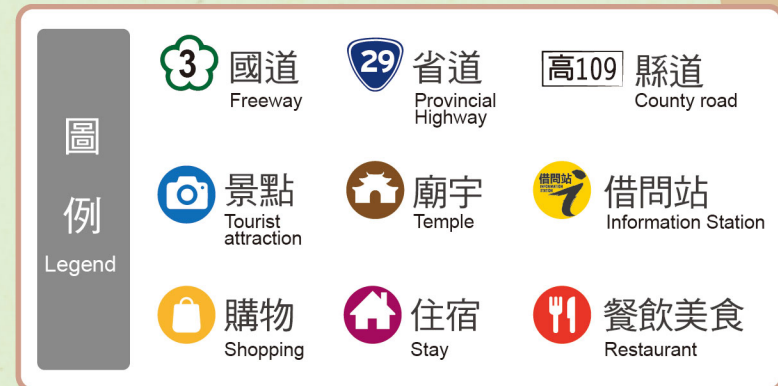 圖例
Legend
3
國道
Freeway
29
省道
Provincial
Highway
高109
縣道
County road
景點
Tourist
attraction
廟宇
Temple
借問站
INFORMATION
STATION
i
借問站
Information Station
購物
Shopping
住宿
Stay
餐飲美食
Restaurant